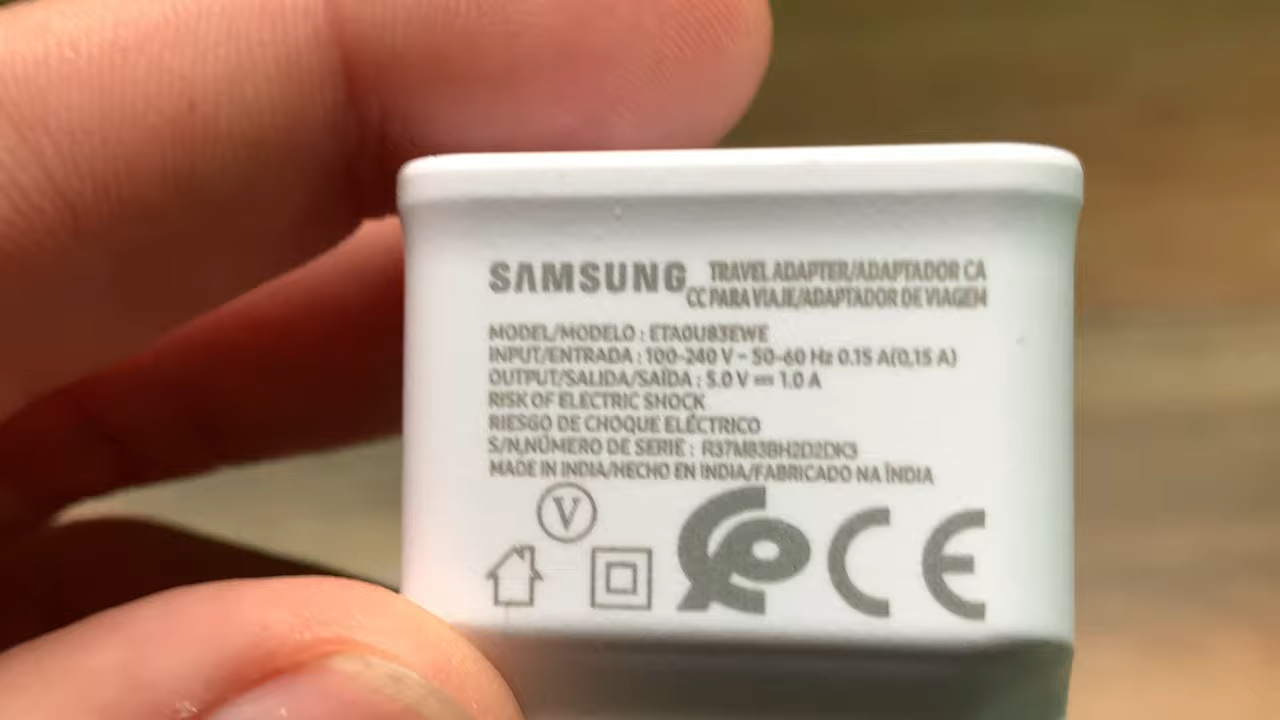 SAMSUNG TRAVEL ADAPTER/ADAPTADOR CA
CC PARA VIAJE/ADAPTADOR DE VIAGEM
MODEL/MODELO : ETA0U83EWE
INPUT/ENTRADA : 100-240 V ~ 50-60 Hz 0.15 A(0,15 A)
OUTPUT/SALIDA/SAÍDA : 5.0 V ⎓ 1.0 A
RISK OF ELECTRIC SHOCK
RIESGO DE CHOQUE ELÉCTRICO
S/N,NÚMERO DE SERIE : R37M83BH2D2DK3
MADE IN INDIA/HECHO EN INDIA/FABRICADO NA ÍNDIA
V
CE